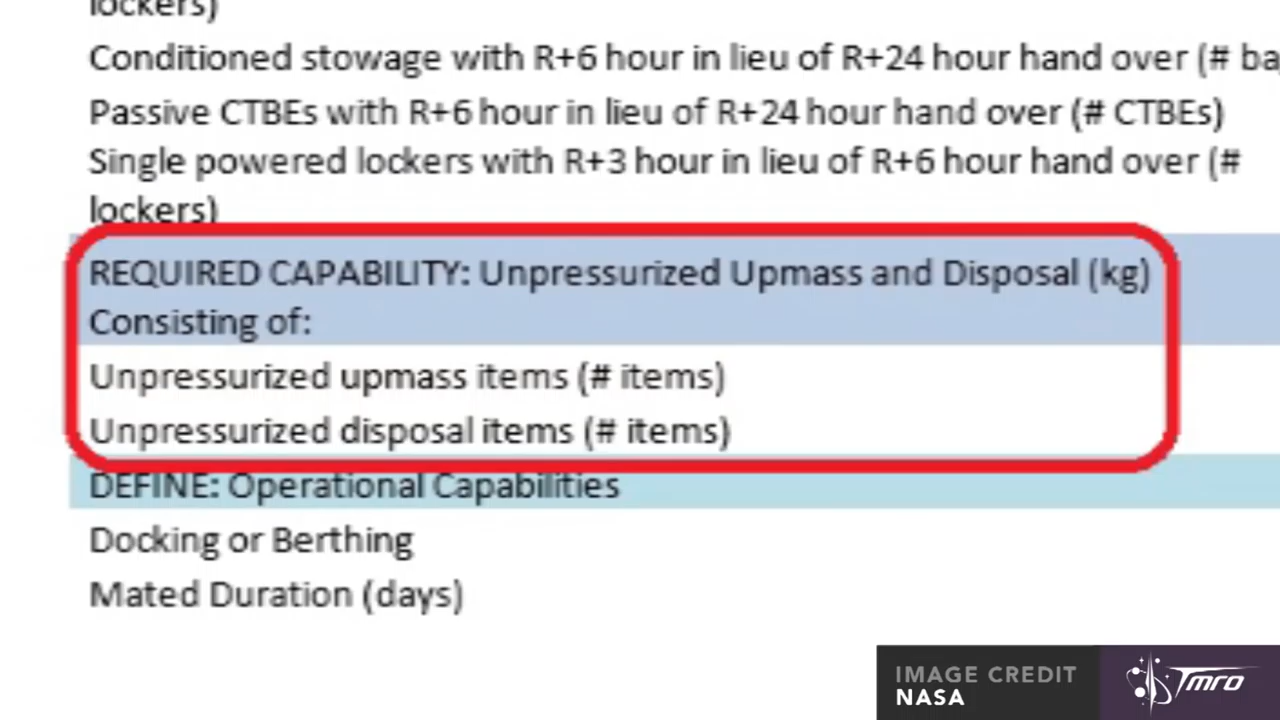 lockers)
Conditioned stowage with R+6 hour in lieu of R+24 hour hand over (#
Passive CTBEs with R+6 hour in lieu of R+24 hour hand over (# CTBEs)
Single powered lockers with R+3 hour in lieu of R+6 hour hand over (#
lockers)
REQUIRED CAPABILITY: Unpressurized Upmass and Disposal (kg)
Consisting of:
Unpressurized upmass items (# items)
Unpressurized disposal items (# items)
DEFINE: Operational Capabilities
Docking or Berthing
Mated Duration (days)
IMAGE CREDIT
NASA
Tmro